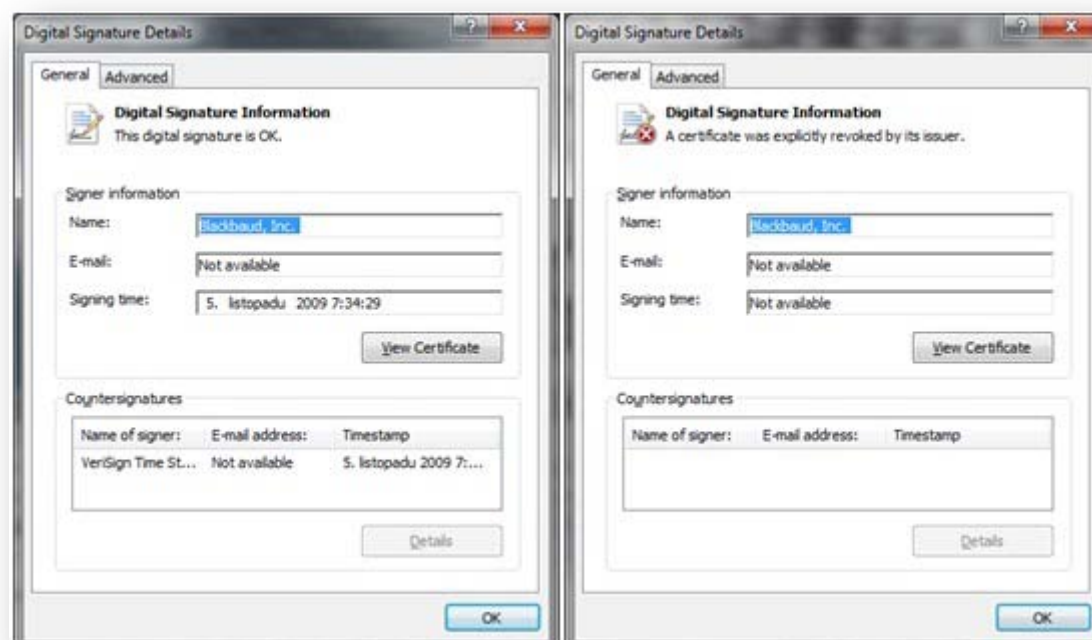 Digital Signature Details
General Advanced
Digital Signature Information
This digital signature is OK.
Signer information
Name: Blackbaud, Inc.
E-mail: Not available
Signing time: 5. listopadu 2009 7:34:29
View Certificate
Countersignatures
Name of signer: E-mail address: Timestamp
VeriSign Time St... Not available 5. listopadu 2009 7:...
Details
OK
Digital Signature Details
General Advanced
Digital Signature Information
A certificate was explicitly revoked by its issuer.
Signer information
Name: Blackbaud, Inc.
E-mail: Not available
Signing time: Not available
View Certificate
Countersignatures
Name of signer: E-mail address: Timestamp
Details
OK